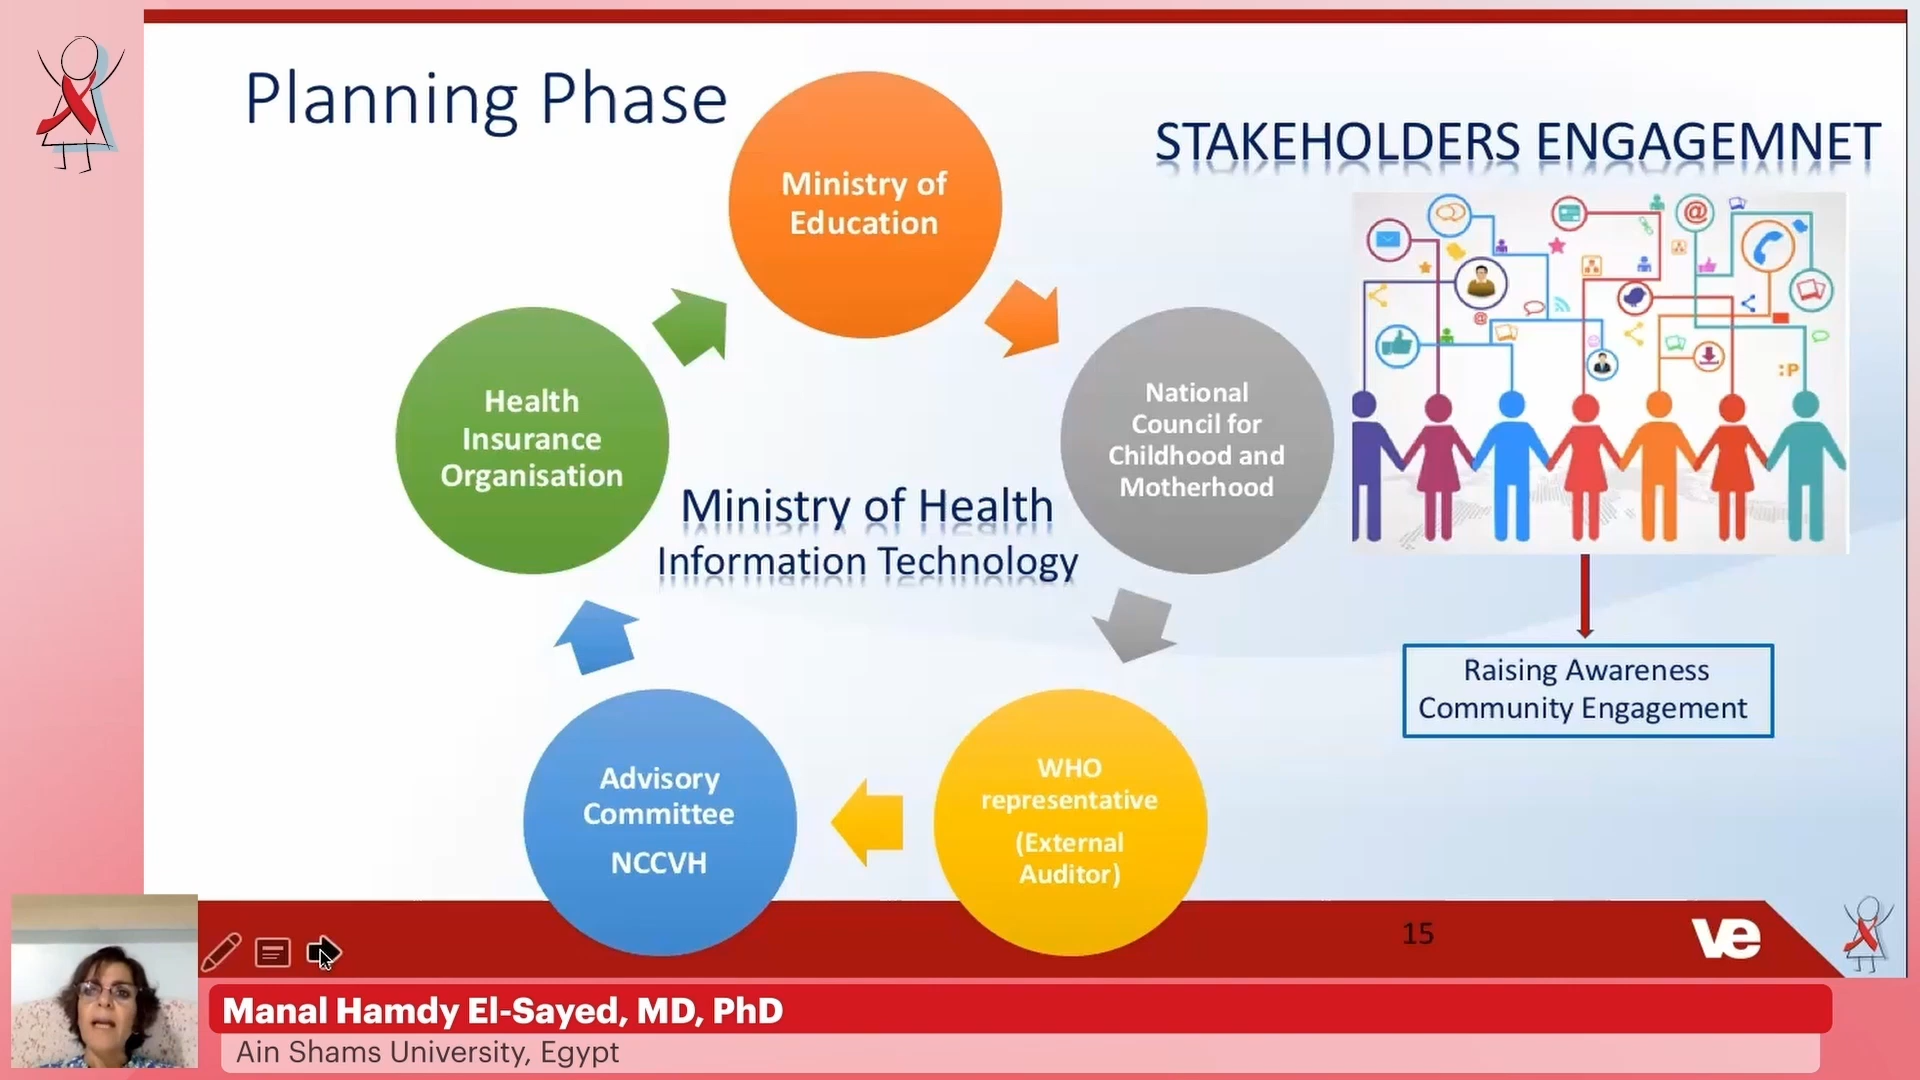 Planning Phase
STAKEHOLDERS ENGAGEMNET
Ministry of
Education
National
Council for
Childhood and
Motherhood
WHO
representative
(External
Auditor)
Advisory
Committee
NCCVH
Health
Insurance
Organisation
Ministry of Health
Information Technology
@
@
:P
Raising Awareness
Community Engagement
15
ve
Manal Hamdy El-Sayed, MD, PhD
Ain Shams University, Egypt